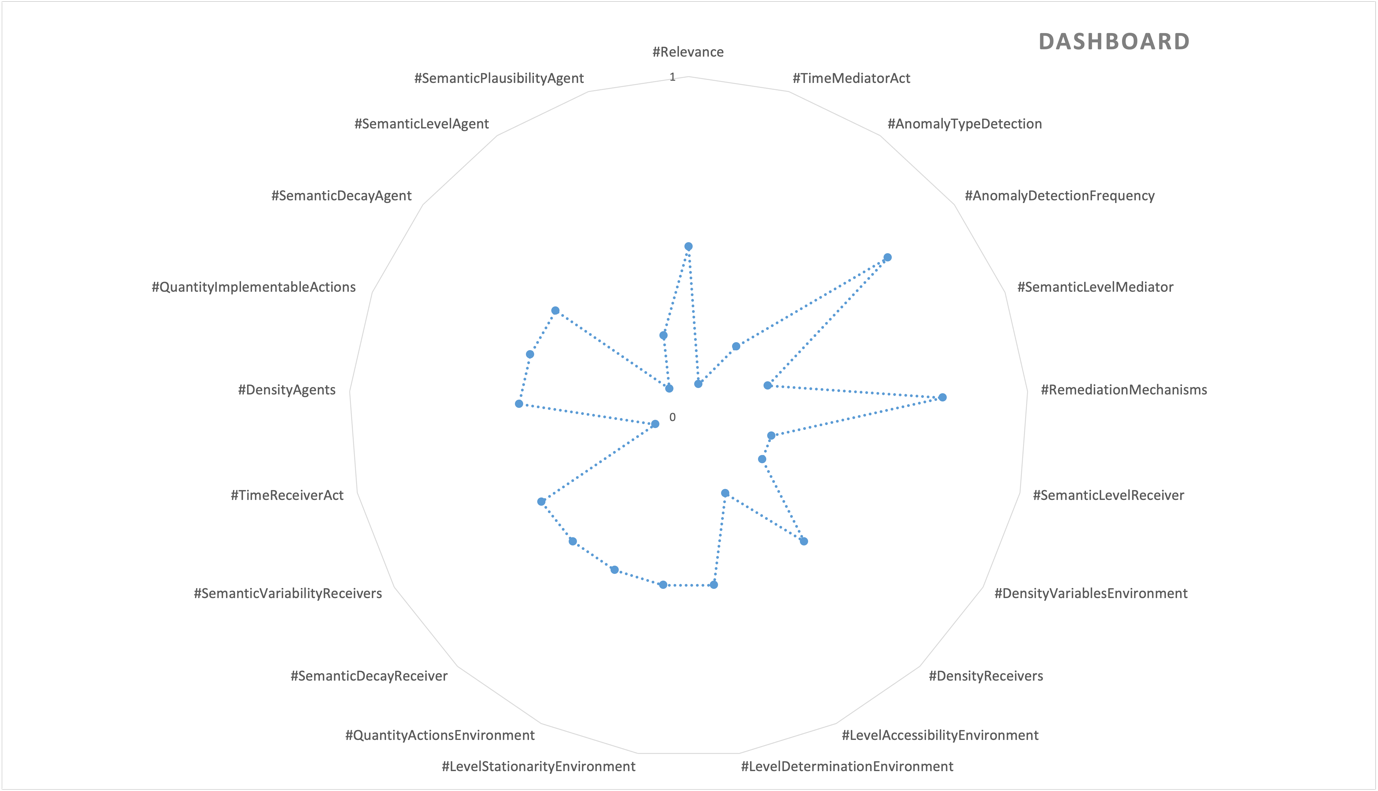 DASHBOARD
#Relevance
1
#SemanticPlausibilityAgent
#TimeMediatorAct
#SemanticLevelAgent
#AnomalyTypeDetection
#SemanticDecayAgent
#AnomalyDetectionFrequency
#QuantityImplementableActions
#SemanticLevelMediator
#DensityAgents
#RemediationMechanisms
0
#TimeReceiverAct
#SemanticLevelReceiver
#SemanticVariabilityReceivers
#DensityVariablesEnvironment
#SemanticDecayReceiver
#DensityReceivers
#QuantityActionsEnvironment
#LevelAccessibilityEnvironment
#LevelStationarityEnvironment
#LevelDeterminationEnvironment